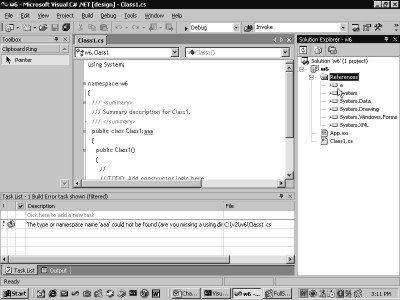 w6 - Microsoft Visual C# .NET [design] - Class1.cs
File Edit View Project Build Debug Tools Window Help
Debug
Invoke
Toolbox
Clipboard Ring
Pointer
Class1.cs
w6.Class1
Class1()
using System;
namespace w6
{
/// <summary>
/// Summary description for Class1.
/// </summary>
public class Class1:aaa
{
public Class1()
{
//
// TODO: Add constructor logic here
Solution Explorer - w6
Solution 'w6' (1 project)
w6
References
a
System
System.Data
System.Drawing
System.Windows.Forms
System.XML
App.ico
Class1.cs
Task List - 1 Build Error task shown (filtered)
! Description File
Click here to add a new task
The type or namespace name 'aaa' could not be found (are you missing a using dir C:\v2\w6\Class1.cs
Task List Output
Ready
Start
Cha...
w6 - ...
FullS...
3:11 PM